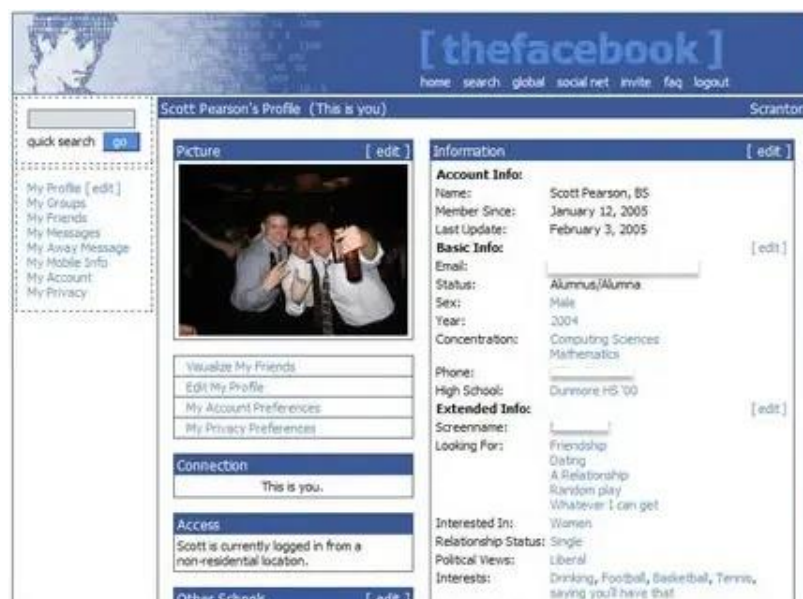 [ thefacebook ]
home search global social net invite faq logout
quick search go
My Profile [ edit ]
My Groups
My Friends
My Messages
My Away Message
My Mobile Info
My Account
My Privacy
Scott Pearson's Profile (This is you) Scranton
Picture [ edit ]
Visualize My Friends
Edit My Profile
My Account Preferences
My Privacy Preferences
Connection
This is you.
Access
Scott is currently logged in from a
non-residential location.
Other Schools [ edit ]
Information [ edit ]
Account Info:
Name: Scott Pearson, BS
Member Since: January 12, 2005
Last Update: February 3, 2005
Basic Info: [ edit ]
Email:
Status: Alumnus/Alumna
Sex: Male
Year: 2004
Concentration: Computing Sciences
Mathematics
Phone:
High School: Dunmore HS '00
Extended Info: [ edit ]
Screenname:
Looking For: Friendship
Dating
A Relationship
Random play
Whatever I can get
Interested In: Women
Relationship Status: Single
Political Views: Liberal
Interests: Drinking, Football, Basketball, Tennis,
saying you'll have that